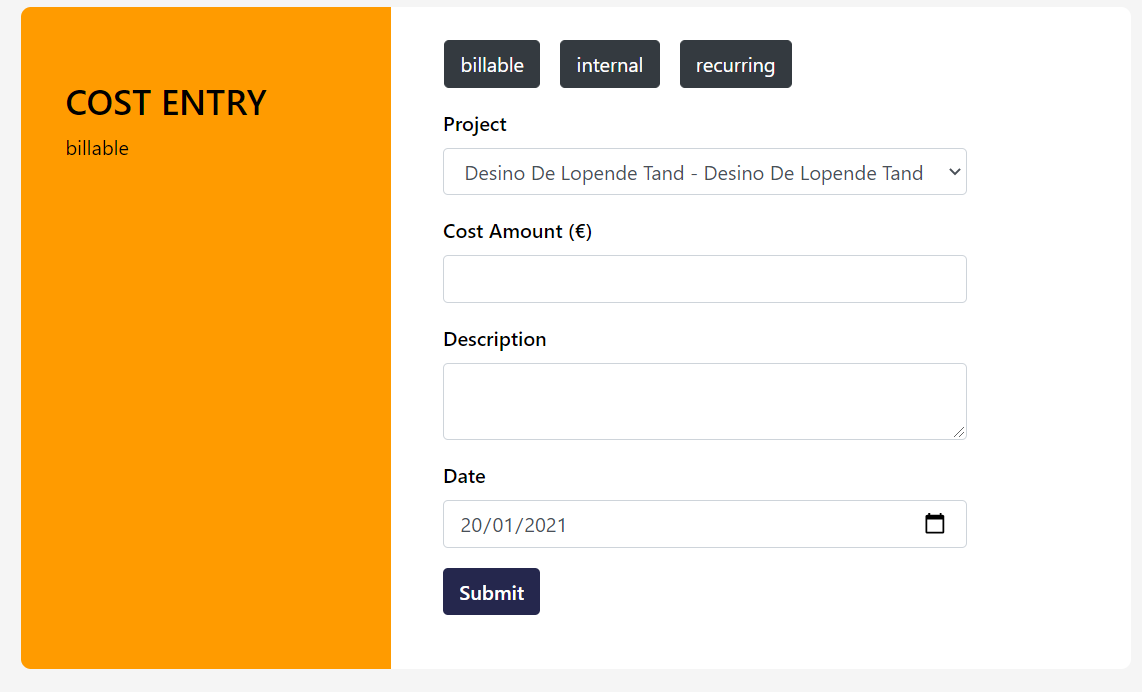 COST ENTRY
billable
billable internal recurring
Project
Desino De Lopende Tand - Desino De Lopende Tand
Cost Amount (€)
Description
Date
20/01/2021
Submit